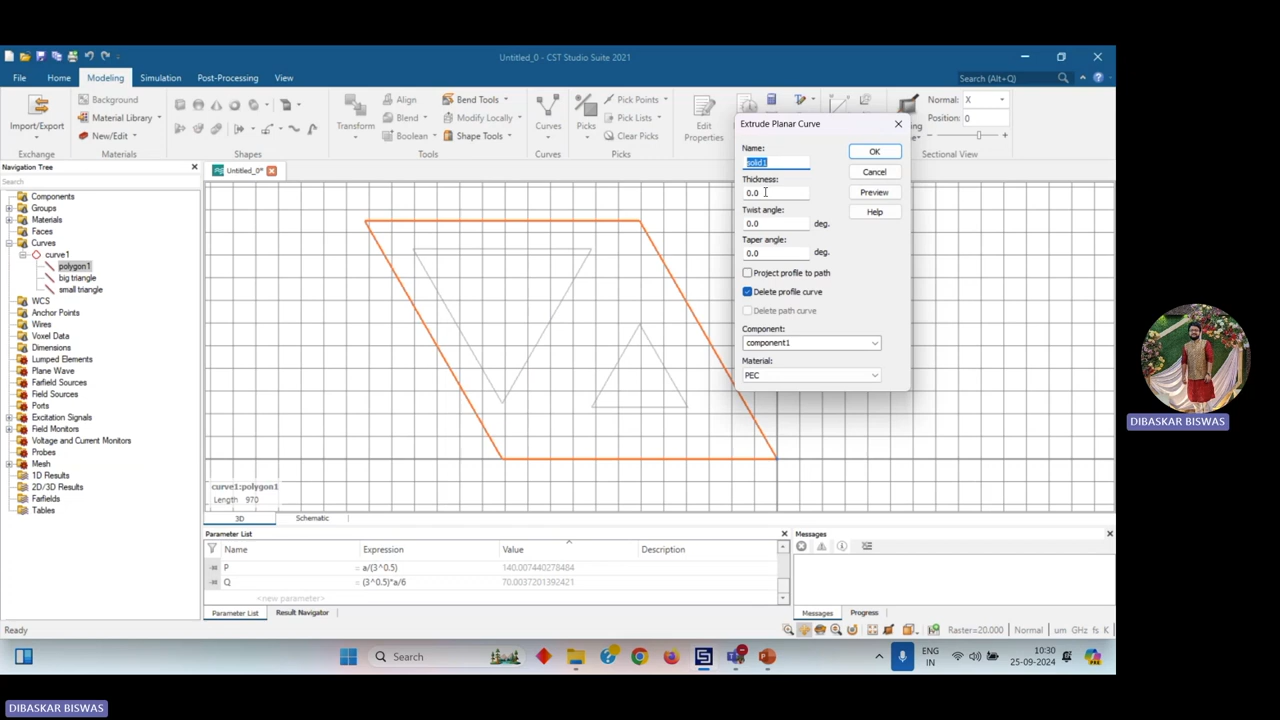 Untitled_0 - CST Studio Suite 2021
File Home Modeling Simulation Post-Processing View
Search (Alt+Q)
Import/Export
Exchange
Background
Material Library
New/Edit
Materials
Shapes
Transform
Align
Blend
Boolean
Bend Tools
Modify Locally
Shape Tools
Tools
Curves
Curves
Picks
Pick Points
Pick Lists
Clear Picks
Picks
Edit
Properties
Normal: X
Position: 0
Sectional View
Navigation Tree
Search
Components
Groups
Materials
Faces
Curves
curve1
polygon1
big triangle
small triangle
WCS
Anchor Points
Wires
Voxel Data
Dimensions
Lumped Elements
Plane Wave
Farfield Sources
Field Sources
Ports
Excitation Signals
Field Monitors
Voltage and Current Monitors
Probes
Mesh
1D Results
2D/3D Results
Farfields
Tables
Untitled_0*
Extrude Planar Curve
Name:
solid1
Thickness:
0.0
Twist angle:
0.0 deg.
Taper angle:
0.0 deg.
Project profile to path
Delete profile curve
Delete path curve
Component:
component1
Material:
PEC
OK
Cancel
Preview
Help
curve1:polygon1
Length 970
3D Schematic
Parameter List
Name Expression Value Description
P = a/(3^0.5) 140.007440278484
Q = (3^0.5)*a/6 70.0037201392421
<new parameter>
Parameter List Result Navigator
Messages
Messages Progress
Ready
Raster=20.000 Normal um GHz fs K
Search
ENG
IN
10:30
25-09-2024
DIBASKAR BISWAS
DIBASKAR BISWAS